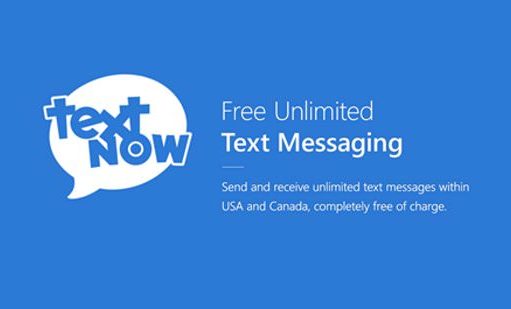 text
NOW
Free Unlimited
Text Messaging
Send and receive unlimited text messages within
USA and Canada, completely free of charge.